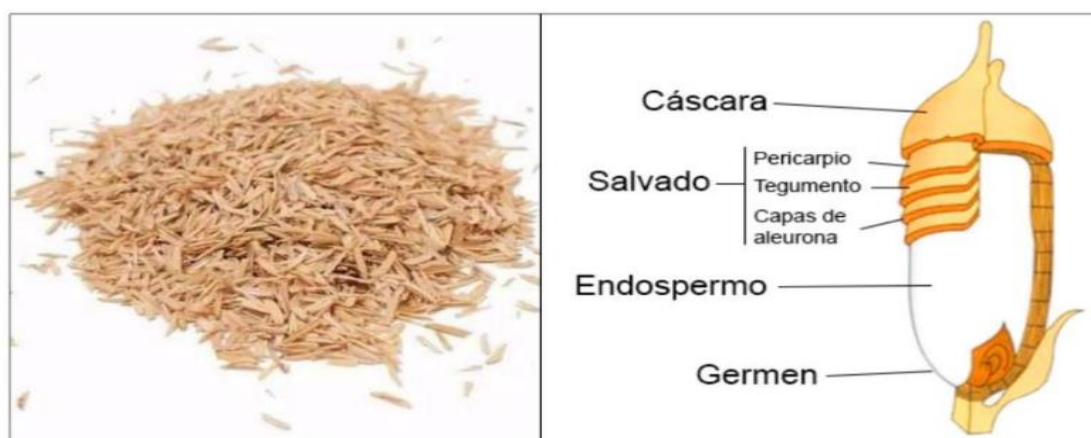 Cáscara
Salvado
Pericarpio
Tegumento
Capas de
aleurona
Endospermo
Germen